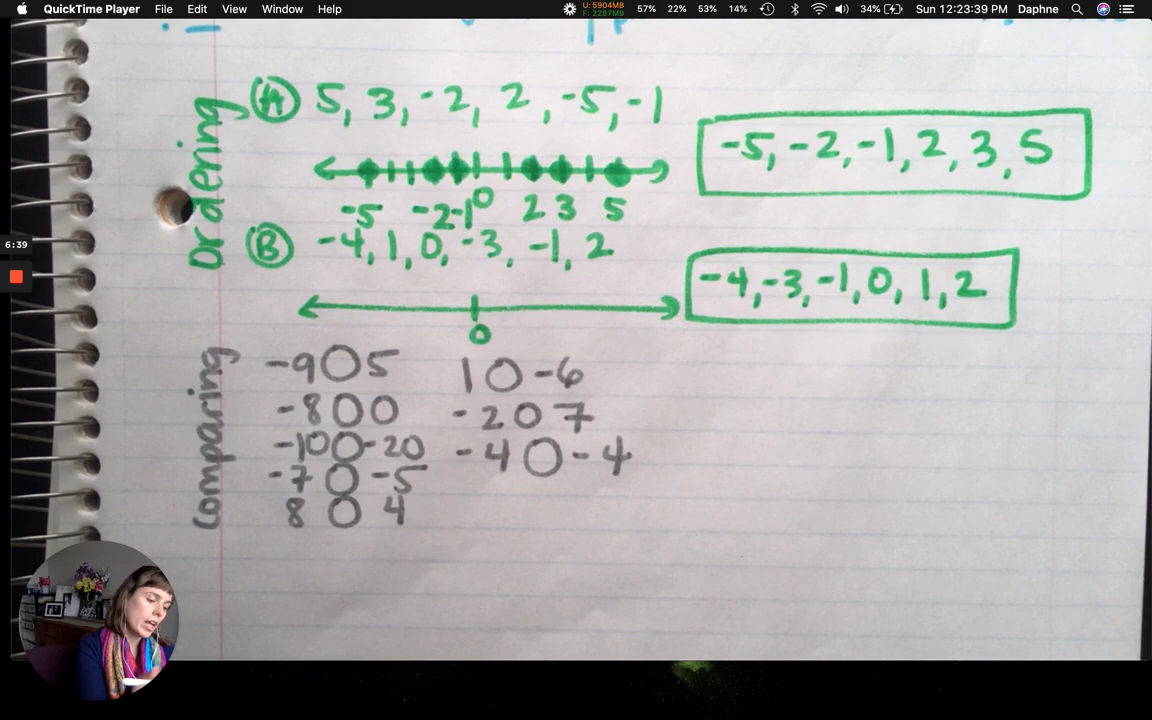 QuickTime Player File Edit View Window Help U: 5904MB F: 2287MB 57% 22% 53% 14% 34% Sun 12:23:39 PM Daphne
Ordering
A 5, 3, -2, 2, -5, -1
-5, -2, -1, 2, 3, 5
-5 -2 -1 0 2 3 5
B -4, 1, 0, -3, -1, 2
-4, -3, -1, 0, 1, 2
0
6:39
Comparing
-9 ○ 5 1 ○ -6
-8 ○ 0 -2 ○ 7
-10 ○ -20 -4 ○ -4
-7 ○ -5
8 ○ 4